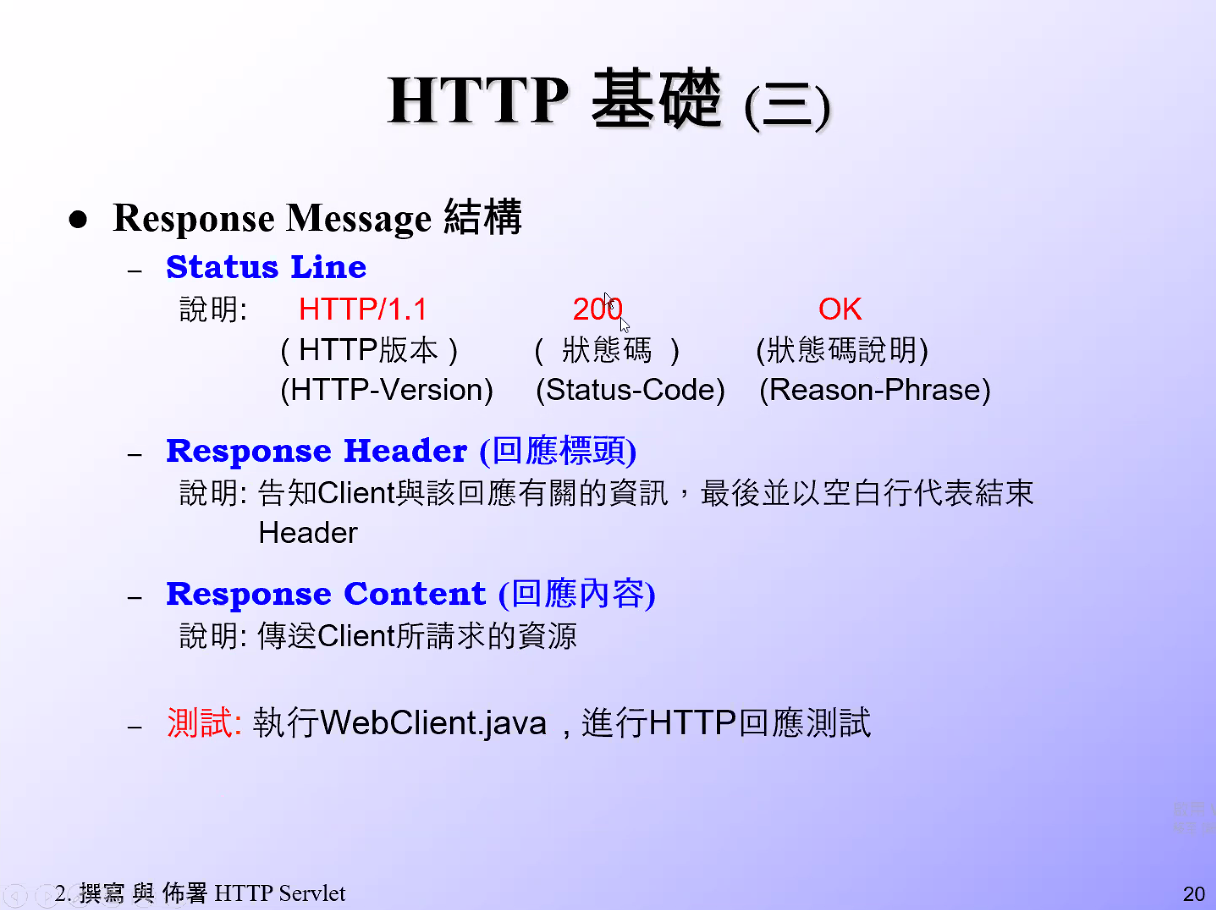 HTTP 基礎 (三)
● Response Message 結構
– Status Line
說明: HTTP/1.1 200 OK
( HTTP版本 ) ( 狀態碼 ) (狀態碼說明)
(HTTP-Version) (Status-Code) (Reason-Phrase)
– Response Header (回應標頭)
說明: 告知Client與該回應有關的資訊，最後並以空白行代表結束
Header
– Response Content (回應內容)
說明: 傳送Client所請求的資源
– 測試: 執行WebClient.java , 進行HTTP回應測試
2. 撰寫 與 佈署 HTTP Servlet
20